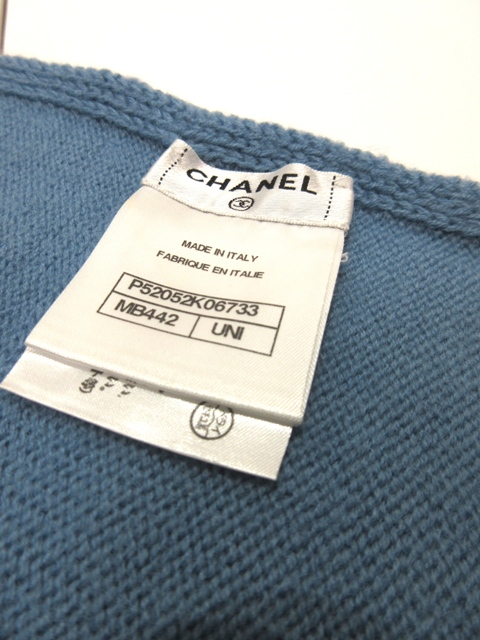 CHANEL
MADE IN ITALY
FABRIQUE EN ITALIE
P52052K06733
MB442 UNI